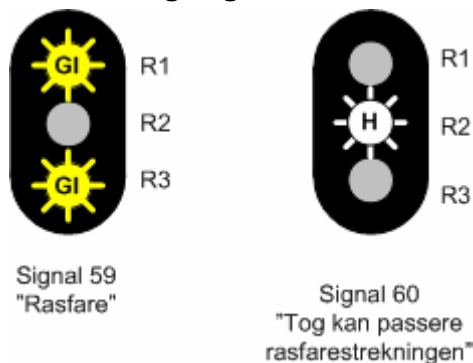 GI
R1
R2
GI
R3
Signal 59
"Rasfare"
R1
H
R2
R3
Signal 60
"Tog kan passere
rasfarestrekningen"